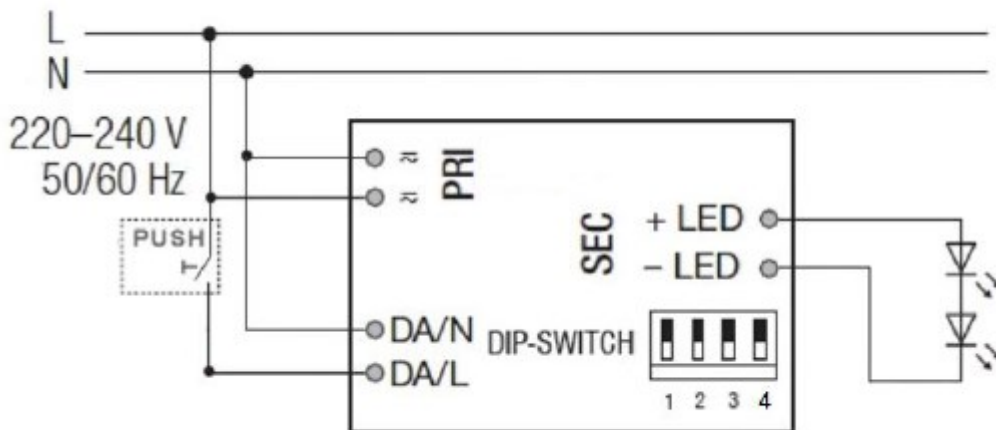 L
N
220–240 V
50/60 Hz
PUSH
≈ PRI
≈
SEC
+ LED
– LED
DA/N
DA/L
DIP-SWITCH
1 2 3 4